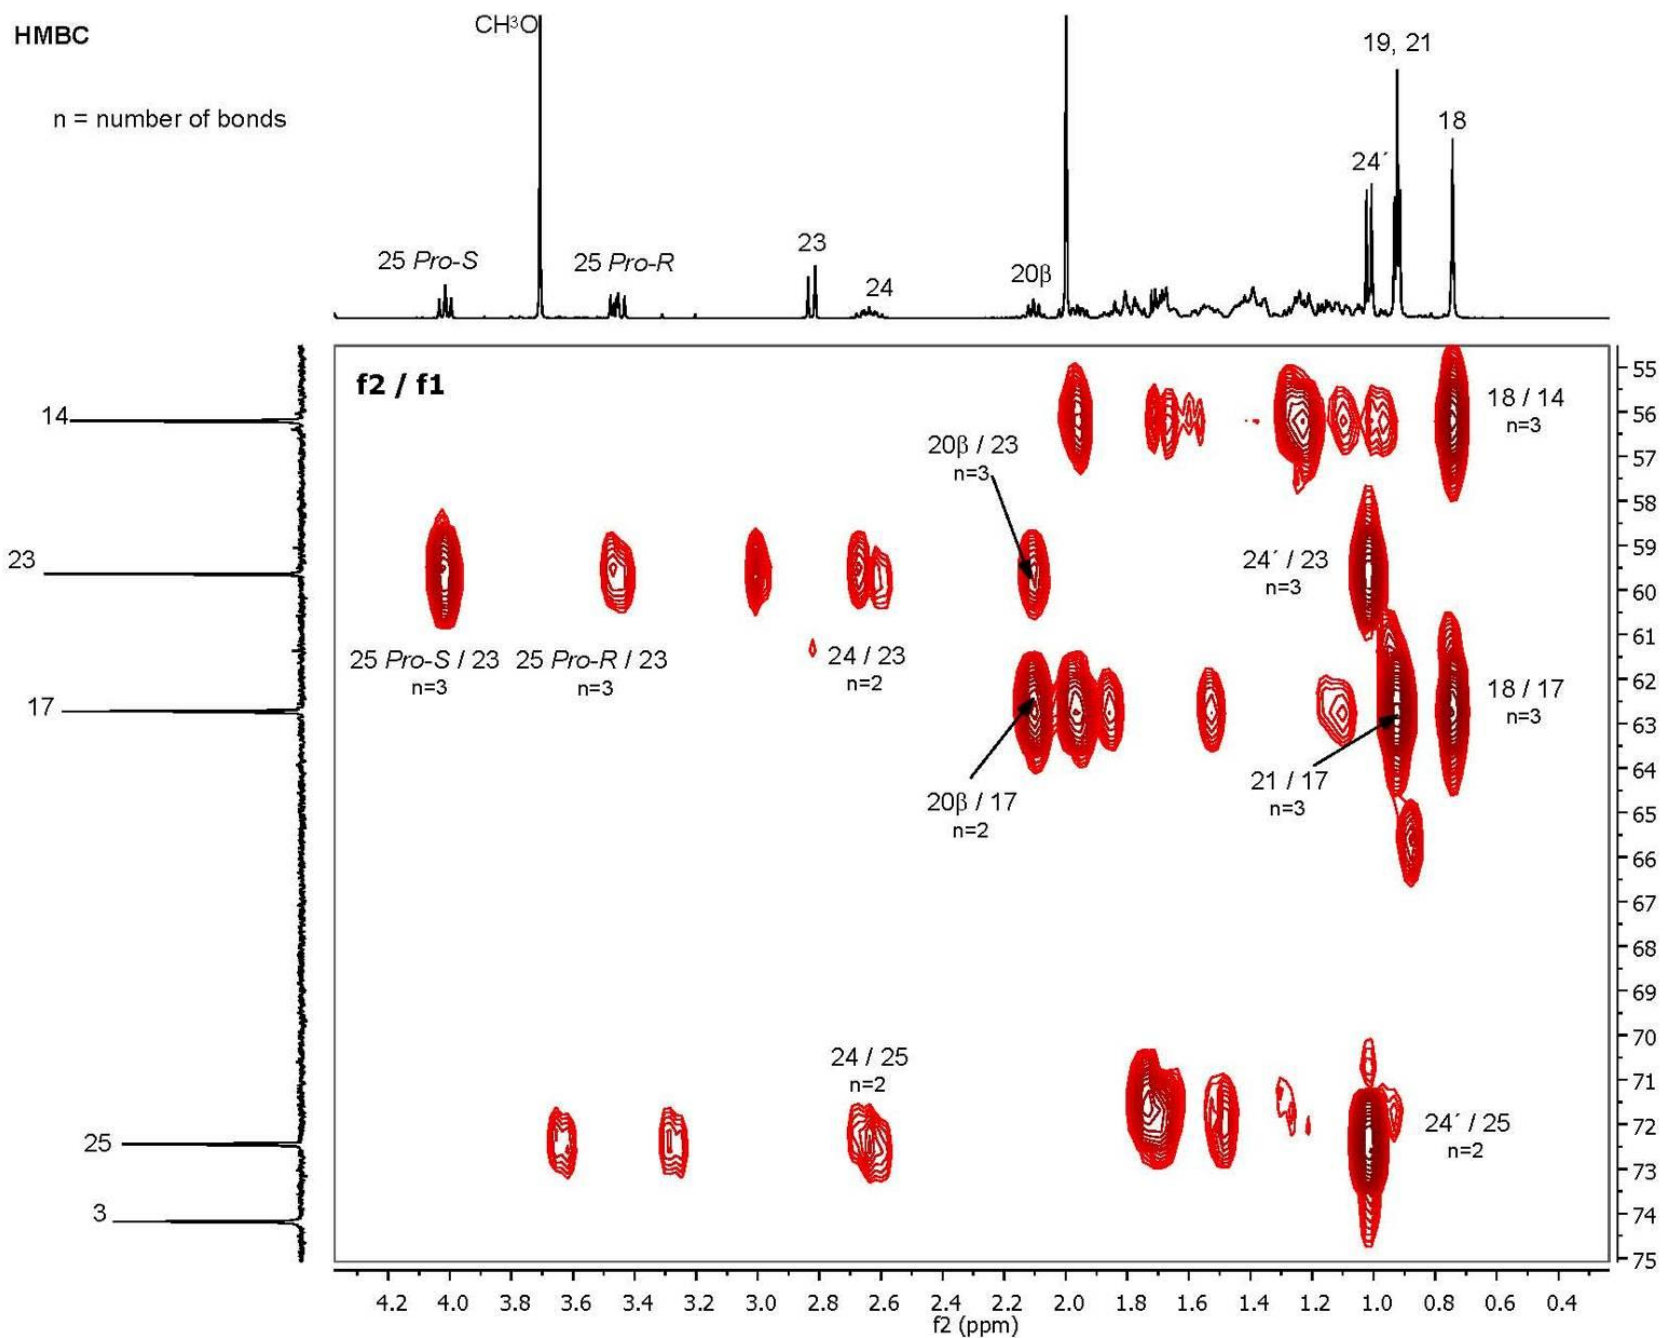 HMBC
n = number of bonds
CH³O
19, 21
18
24´
25 Pro-S
25 Pro-R
23
24
20β
f2 / f1
14
23
17
25
3
18 / 14
n=3
20β / 23
n=3
24´ / 23
n=3
25 Pro-S / 23
n=3
25 Pro-R / 23
n=3
24 / 23
n=2
18 / 17
n=3
20β / 17
n=2
21 / 17
n=3
24 / 25
n=2
24´ / 25
n=2
55
56
57
58
59
60
61
62
63
64
65
66
67
68
69
70
71
72
73
74
75
4.2 4.0 3.8 3.6 3.4 3.2 3.0 2.8 2.6 2.4 2.2 2.0 1.8 1.6 1.4 1.2 1.0 0.8 0.6 0.4
f2 (ppm)